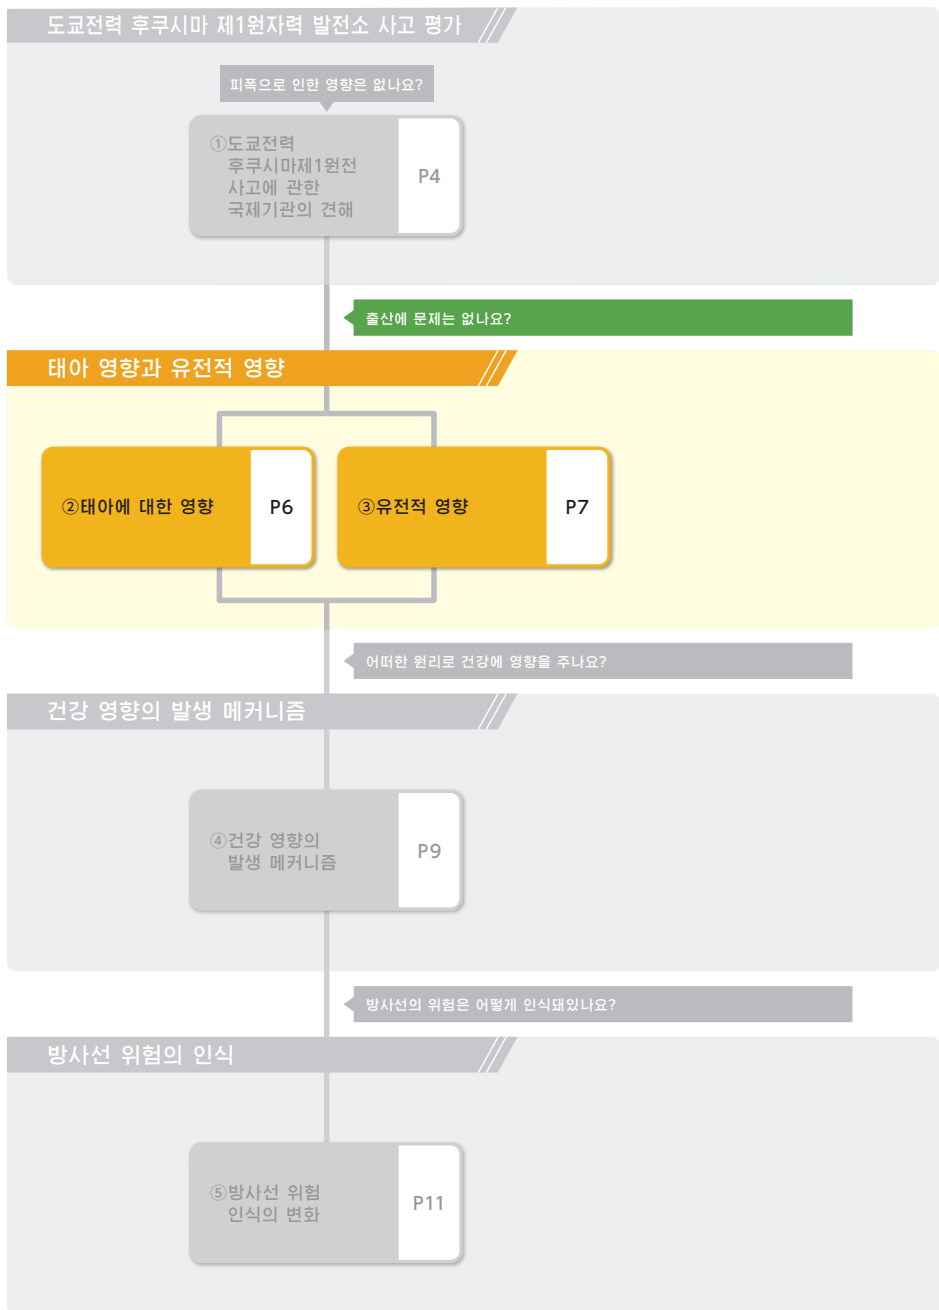 도쿄전력 후쿠시마 제1원자력 발전소 사고 평가
피폭으로 인한 영향은 없나요?
①도쿄전력
후쿠시마제1원전
사고에 관한
국제기관의 견해
P4
출산에 문제는 없나요?
태아 영향과 유전적 영향
②태아에 대한 영향
P6
③유전적 영향
P7
어떠한 원리로 건강에 영향을 주나요?
건강 영향의 발생 메커니즘
④건강 영향의
발생 메커니즘
P9
방사선의 위험은 어떻게 인식돼있나요?
방사선 위험의 인식
⑤방사선 위험
인식의 변화
P11